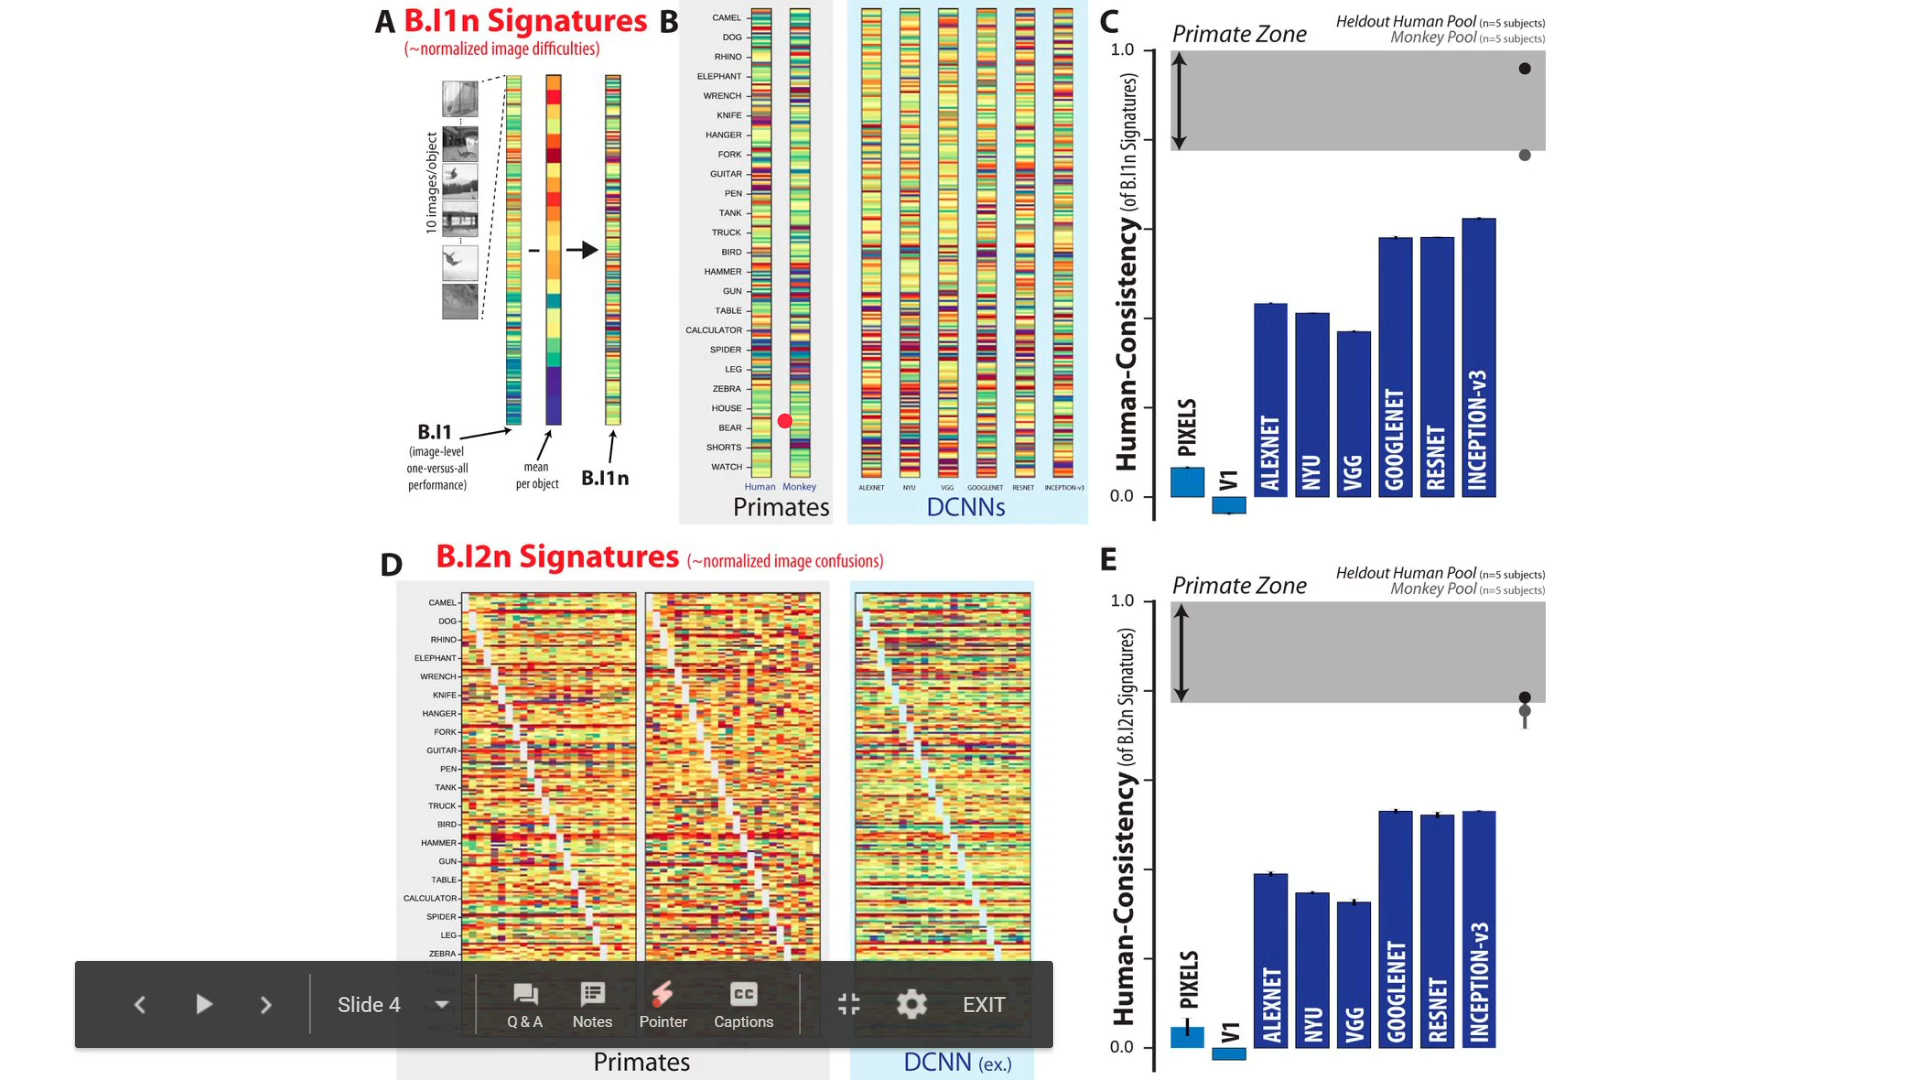 A B.I1n Signatures
(~normalized image difficulties)
10 images/object
B.I1
(image-level
one-versus-all
performance)
mean
per object
B.I1n
B
CAMEL
DOG
RHINO
ELEPHANT
WRENCH
KNIFE
HANGER
FORK
GUITAR
PEN
TANK
TRUCK
BIRD
HAMMER
GUN
TABLE
CALCULATOR
SPIDER
LEG
ZEBRA
HOUSE
BEAR
SHORTS
WATCH
Human Monkey
Primates
ALEXNET NYU VGG GOOGLENET RESNET INCEPTION-v3
DCNNs
C
Primate Zone
Heldout Human Pool (n=5 subjects)
Monkey Pool (n=5 subjects)
1.0
Human-Consistency (of B.I1n Signatures)
0.0
PIXELS
V1
ALEXNET
NYU
VGG
GOOGLENET
RESNET
INCEPTION-v3
D B.I2n Signatures (~normalized image confusions)
CAMEL
DOG
RHINO
ELEPHANT
WRENCH
KNIFE
HANGER
FORK
GUITAR
PEN
TANK
TRUCK
BIRD
HAMMER
GUN
TABLE
CALCULATOR
SPIDER
LEG
ZEBRA
Primates
DCNN (ex.)
E
Primate Zone
Heldout Human Pool (n=5 subjects)
Monkey Pool (n=5 subjects)
1.0
Human-Consistency (of B.I2n Signatures)
0.0
PIXELS
V1
ALEXNET
NYU
VGG
GOOGLENET
RESNET
INCEPTION-v3
Slide 4
Q & A
Notes
Pointer
CC
Captions
EXIT